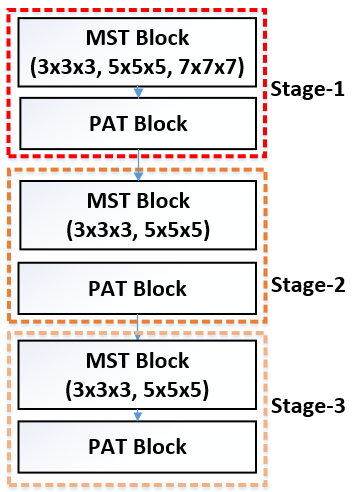 MST Block
(3x3x3, 5x5x5, 7x7x7)
Stage-1
PAT Block
MST Block
(3x3x3, 5x5x5)
PAT Block
Stage-2
MST Block
(3x3x3, 5x5x5)
Stage-3
PAT Block